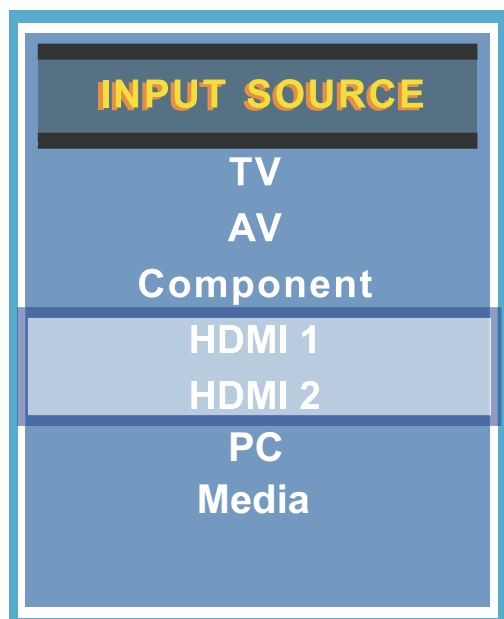 INPUT SOURCE
TV
AV
Component
HDMI 1
HDMI 2
PC
Media